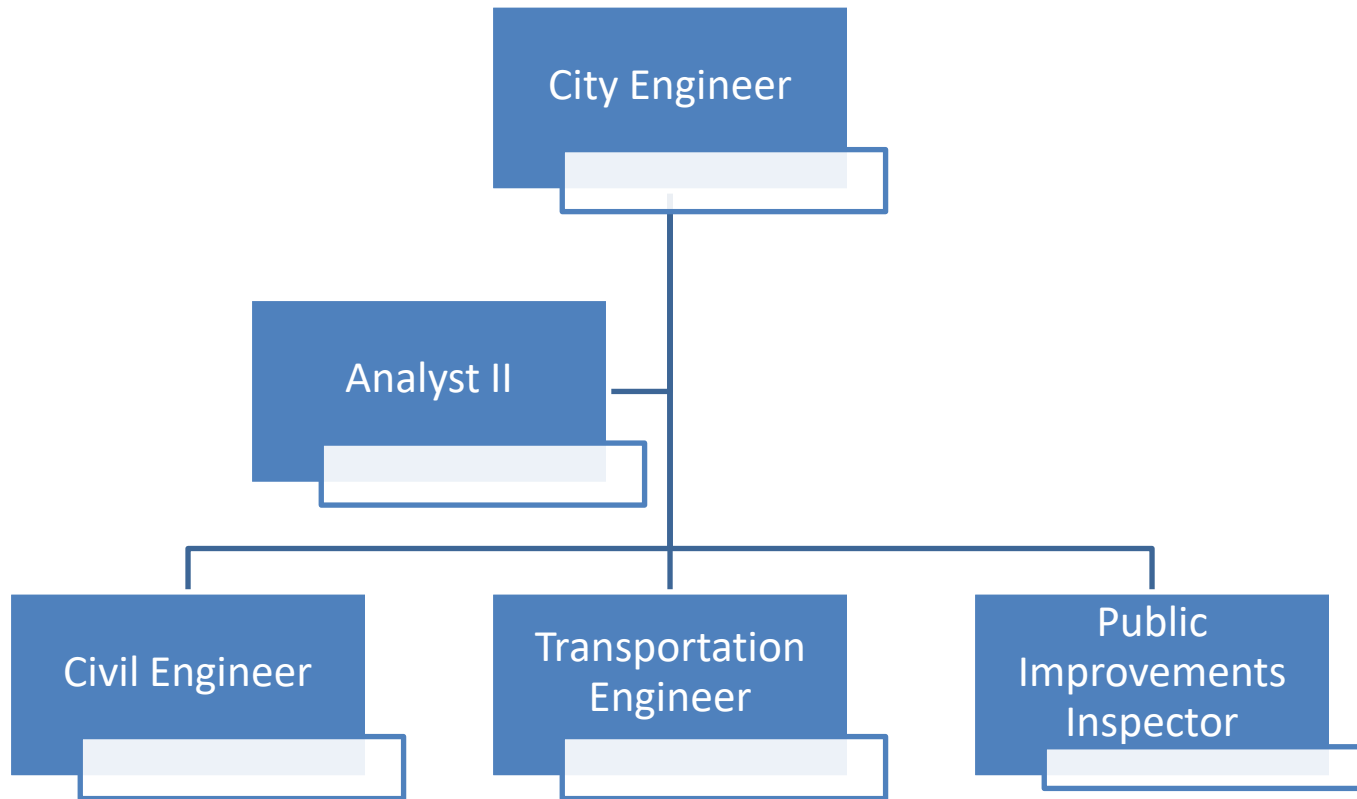 City Engineer
Analyst II
Civil Engineer
Transportation
Engineer
Public
Improvements
Inspector